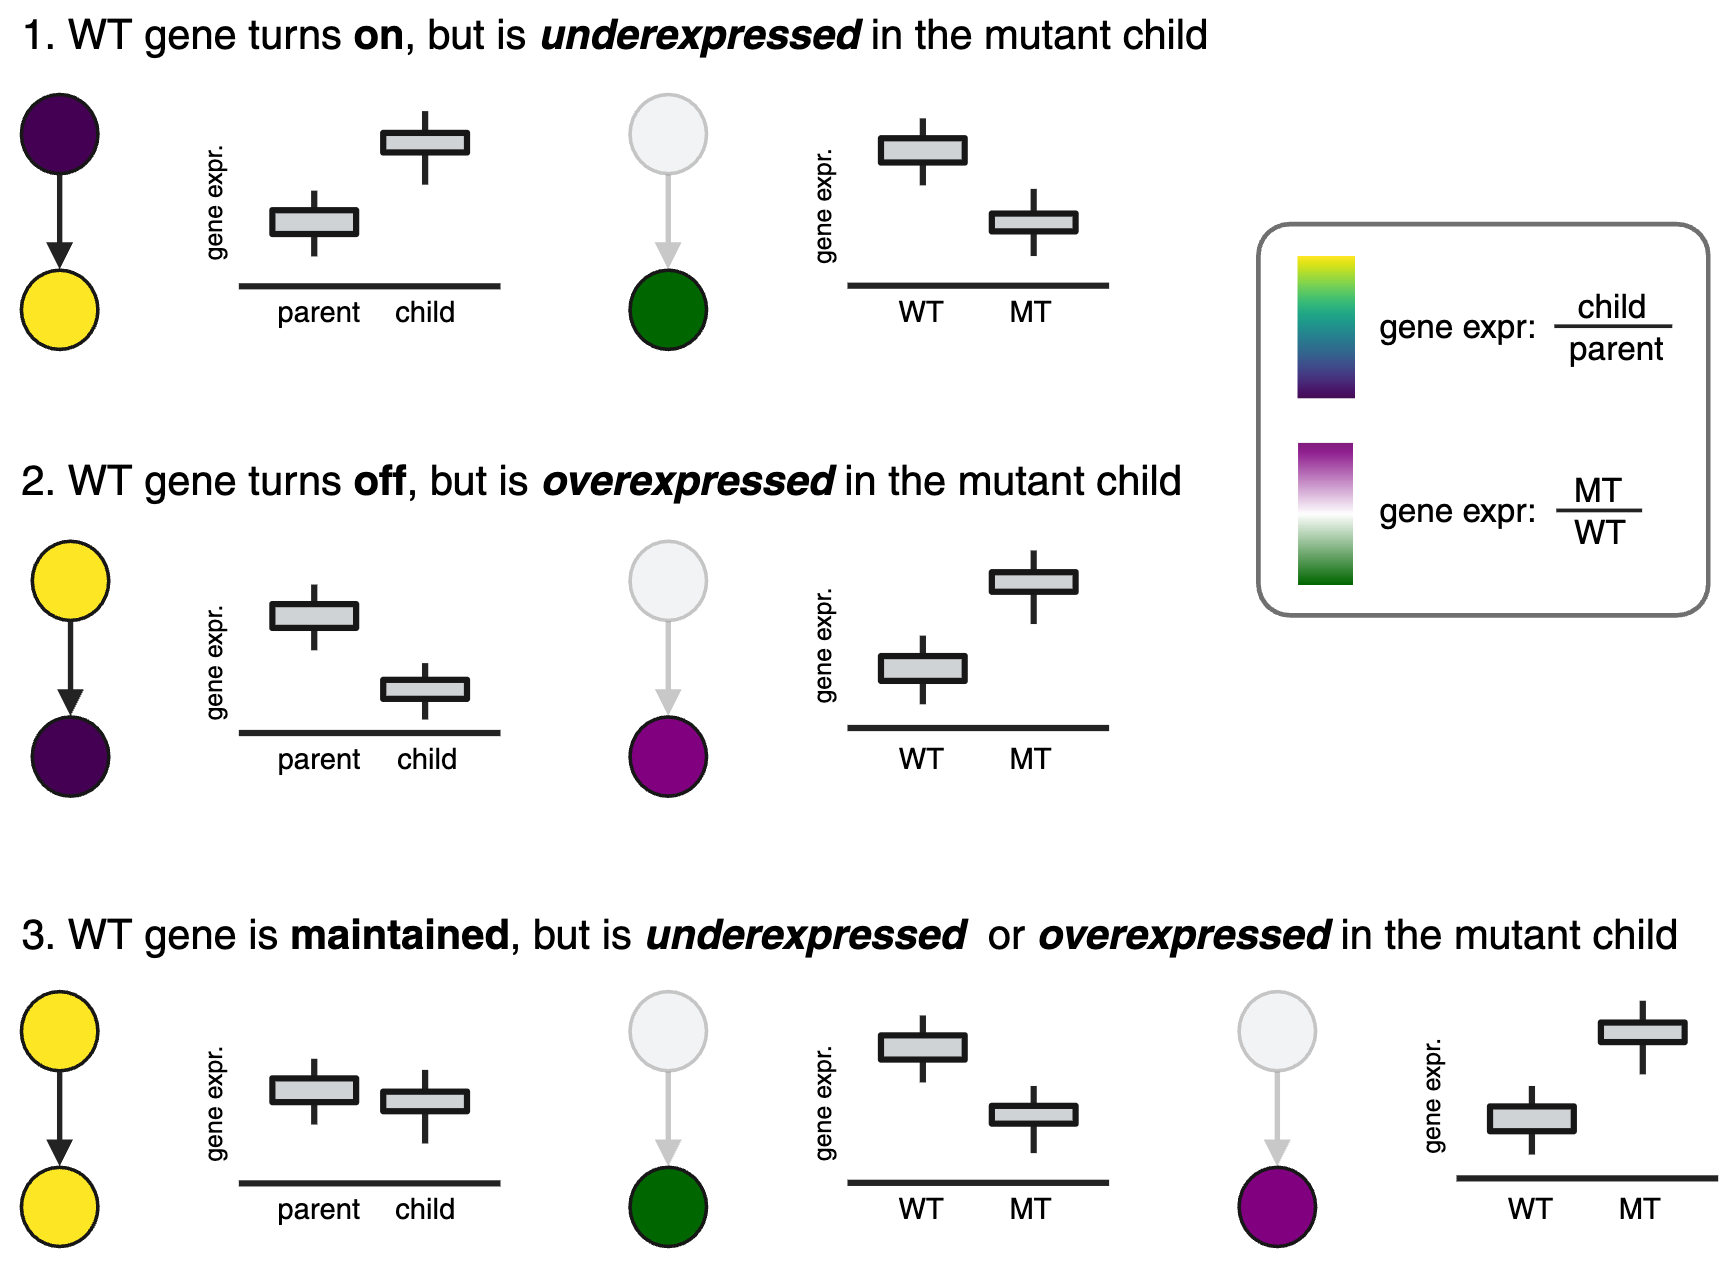 1. WT gene turns on, but is underexpressed in the mutant child
gene expr.
parent child
gene expr.
WT MT
gene expr: child
parent
gene expr: MT
WT
2. WT gene turns off, but is overexpressed in the mutant child
gene expr.
parent child
gene expr.
WT MT
3. WT gene is maintained, but is underexpressed or overexpressed in the mutant child
gene expr.
parent child
gene expr.
WT MT
gene expr.
WT MT